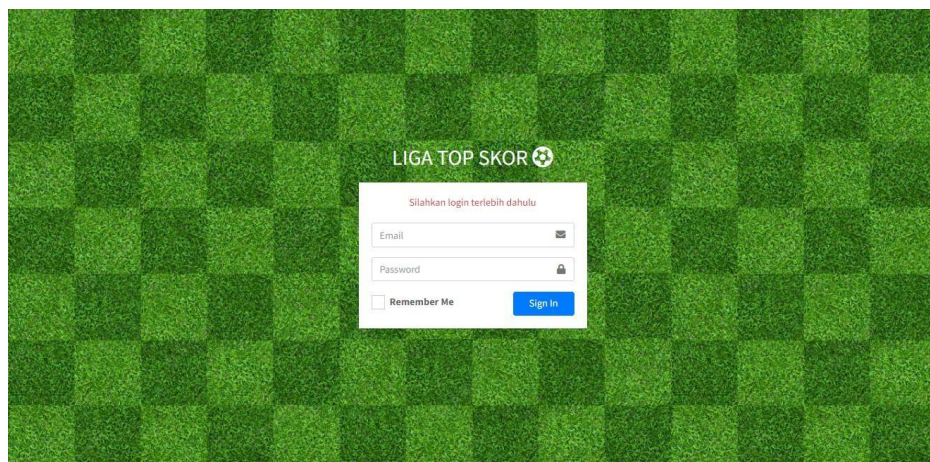 LIGA TOP SKOR
Silahkan login terlebih dahulu
Email
Password
Remember Me
Sign In